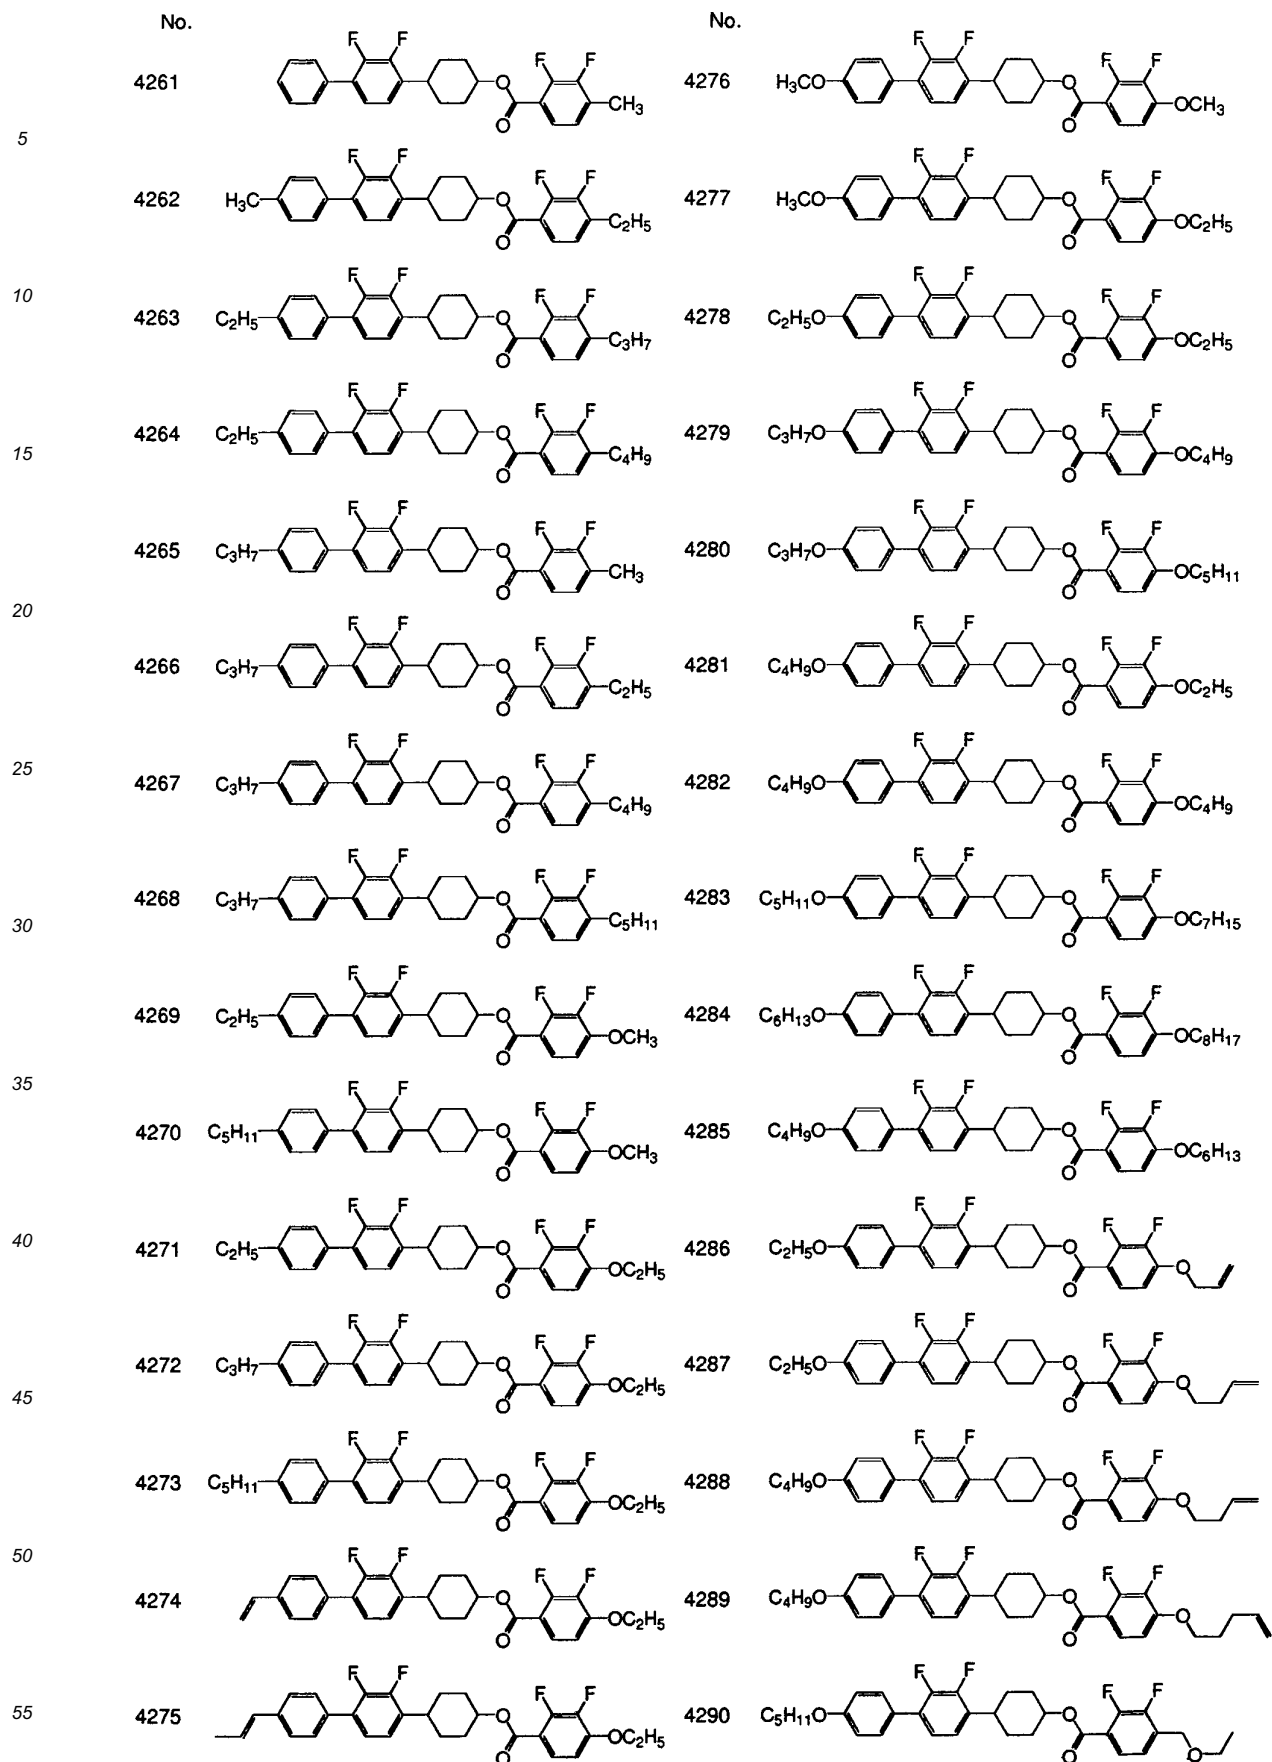 No. No.
F F F F F F F F
4261 O O CH3 4276 H3CO O O OCH3
5
F F F F F F F F
4262 H3C O O C2H5 4277 H3CO O O OC2H5
10
F F F F F F F F
4263 C2H5 O O C3H7 4278 C2H5O O O OC2H5
F F F F F F F F
4264 C2H5 O O C4H9 4279 C3H7O O O OC4H9
15
F F F F F F F F
4265 C3H7 O O CH3 4280 C3H7O O O OC5H11
20
F F F F F F F F
4266 C3H7 O O C2H5 4281 C4H9O O O OC2H5
25
F F F F F F F F
4267 C3H7 O O C4H9 4282 C4H9O O O OC4H9
F F F F F F F F
4268 C3H7 O O C5H11 4283 C5H11O O O OC7H15
30
F F F F F F F F
4269 C2H5 O O OCH3 4284 C6H13O O O OC8H17
35
F F F F F F F F
4270 C5H11 O O OCH3 4285 C4H9O O O OC6H13
40
F F F F F F F F
4271 C2H5 O O OC2H5 4286 C2H5O O O O
F F F F F F F F
4272 C3H7 O O OC2H5 4287 C2H5O O O O
45
F F F F F F F F
4273 C5H11 O O OC2H5 4288 C4H9O O O O
50
F F F F F F F F
4274 O O OC2H5 4289 C4H9O O O O
F F F F F F F F
55
4275 O O OC2H5 4290 C5H11O O O O